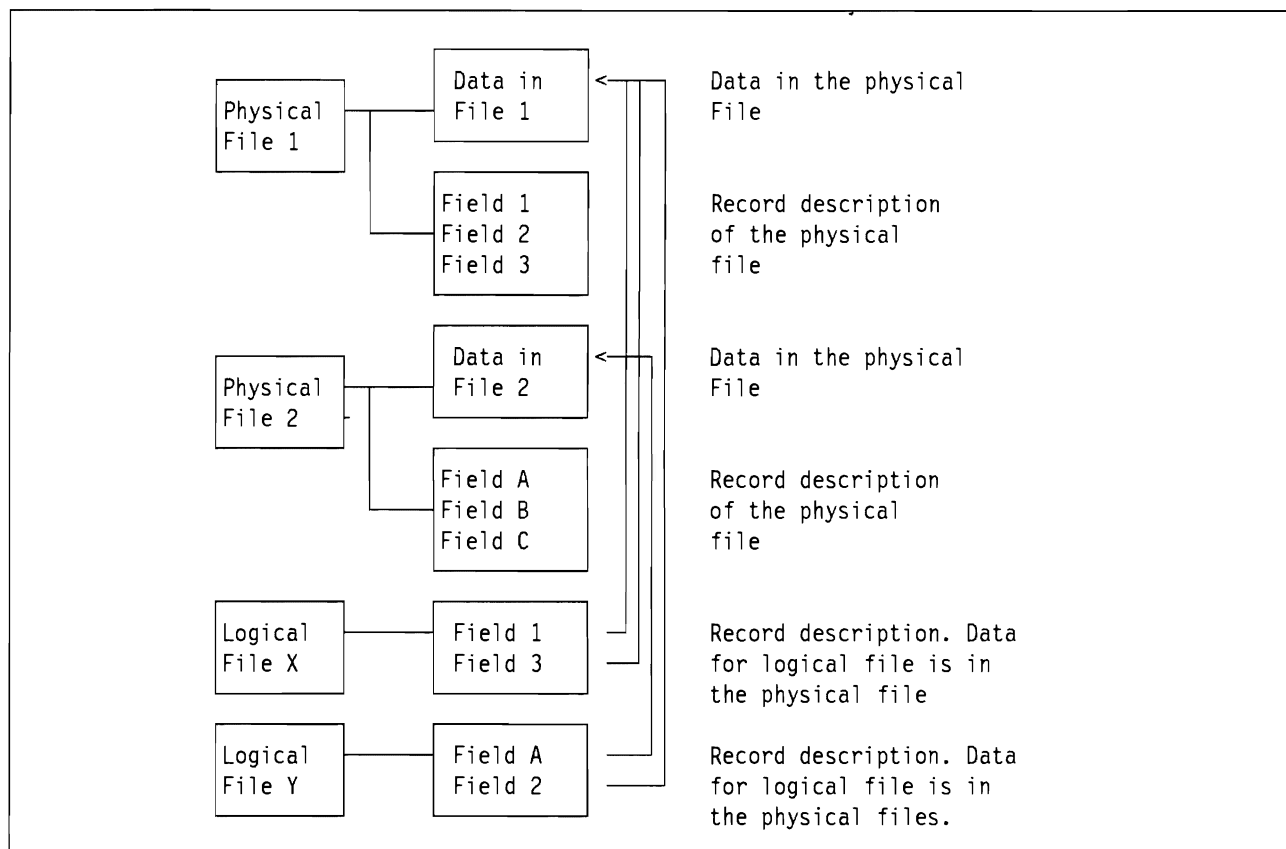 Data in
File 1
Data in the physical
File
Physical
File 1
Field 1
Field 2
Field 3
Record description
of the physical
file
Data in
File 2
Data in the physical
File
Physical
File 2
Field A
Field B
Field C
Record description
of the physical
file
Logical
File X
Field 1
Field 3
Record description. Data
for logical file is in
the physical file
Logical
File Y
Field A
Field 2
Record description. Data
for logical file is in
the physical files.